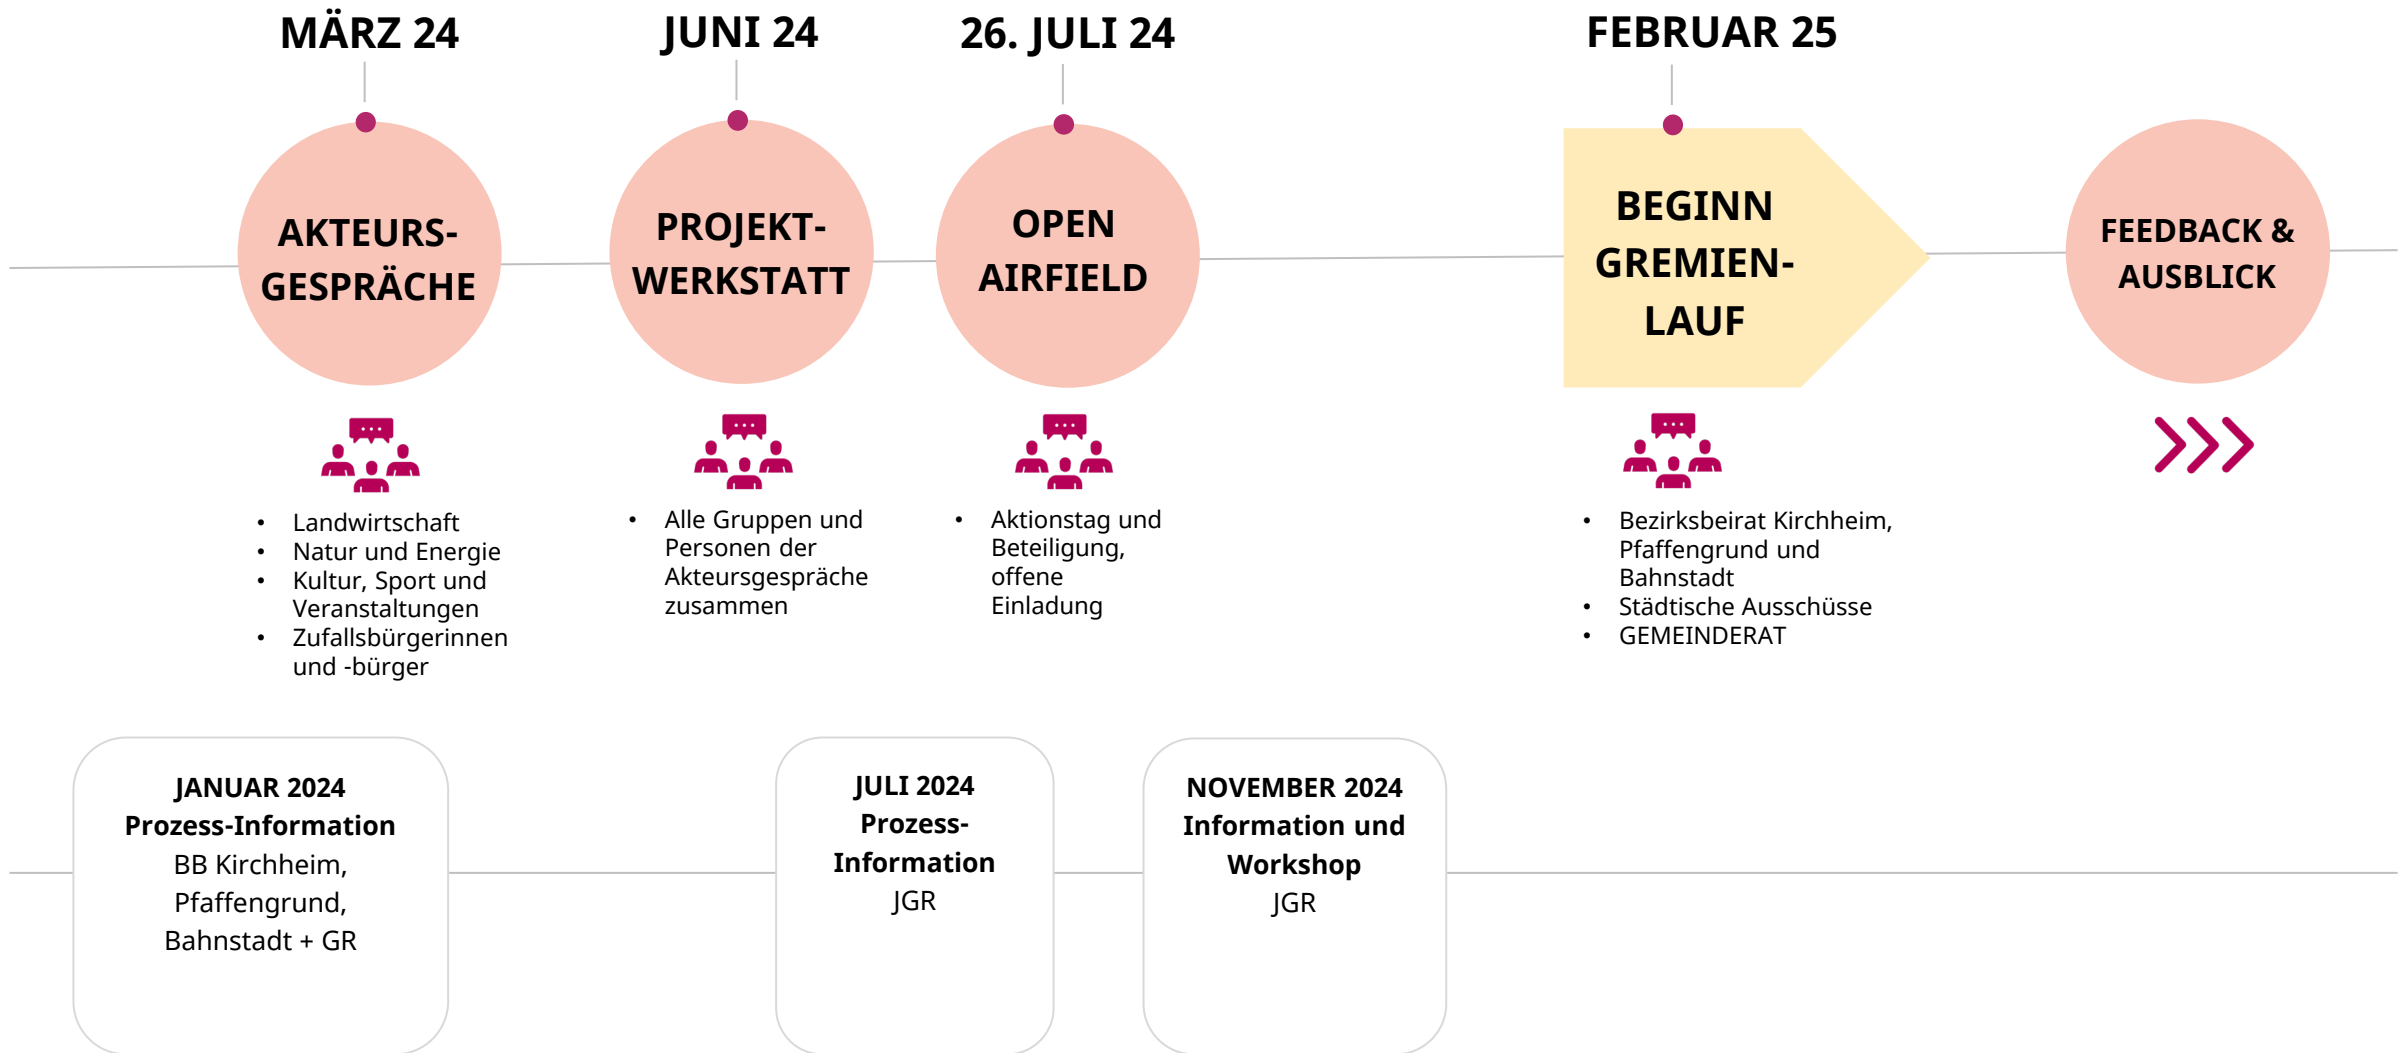 MÄRZ 24
AKTEURS-
GESPRÄCHE
• Landwirtschaft
• Natur und Energie
• Kultur, Sport und
Veranstaltungen
• Zufallsbürgerinnen
und -bürger
JUNI 24
PROJEKT-
WERKSTATT
• Alle Gruppen und
Personen der
Akteursgespräche
zusammen
26. JULI 24
OPEN
AIRFIELD
• Aktionstag und
Beteiligung,
offene
Einladung
FEBRUAR 25
BEGINN
GREMIEN-
LAUF
• Bezirksbeirat Kirchheim,
Pfaffengrund und
Bahnstadt
• Städtische Ausschüsse
• GEMEINDERAT
FEEDBACK &
AUSBLICK
JANUAR 2024
Prozess-Information
BB Kirchheim,
Pfaffengrund,
Bahnstadt + GR
JULI 2024
Prozess-
Information
JGR
NOVEMBER 2024
Information und
Workshop
JGR